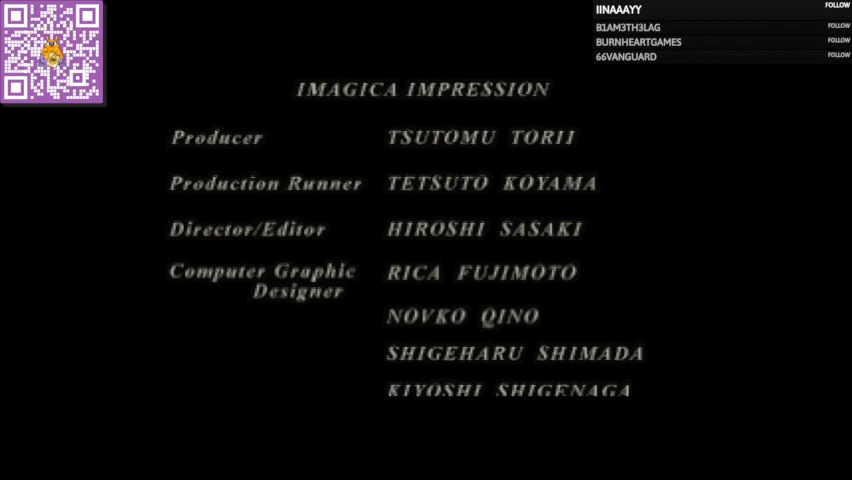 IINAAAYY FOLLOW
B1AM3TH3LAG FOLLOW
BURNHEARTGAMES FOLLOW
66VANGUARD FOLLOW
IMAGICA IMPRESSION
Producer TSUTOMU TORII
Production Runner TETSUTO KOYAMA
Director/Editor HIROSHI SASAKI
Computer Graphic RICA FUJIMOTO
Designer
NOVKO QINO
SHIGEHARU SHIMADA
KIYOSHI SHIGENAGA